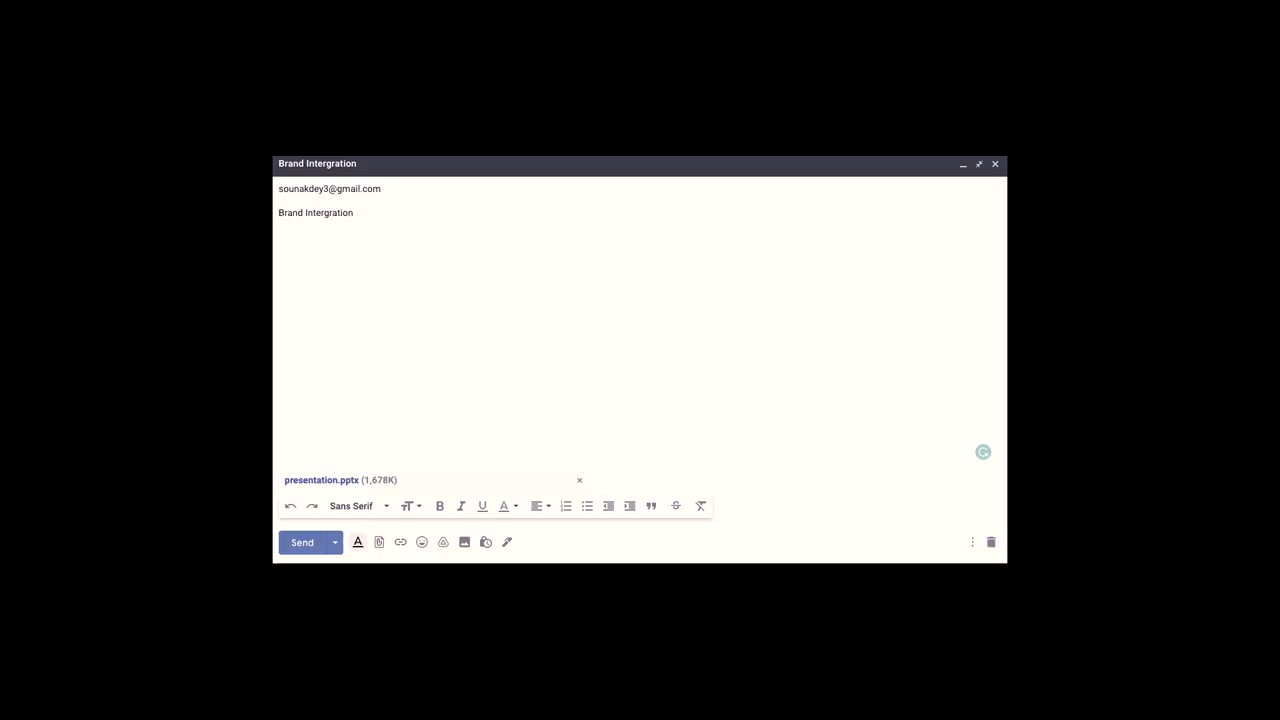 Brand Intergration
sounakdey3@gmail.com
Brand Intergration
presentation.pptx (1,678K)
Sans Serif
Send